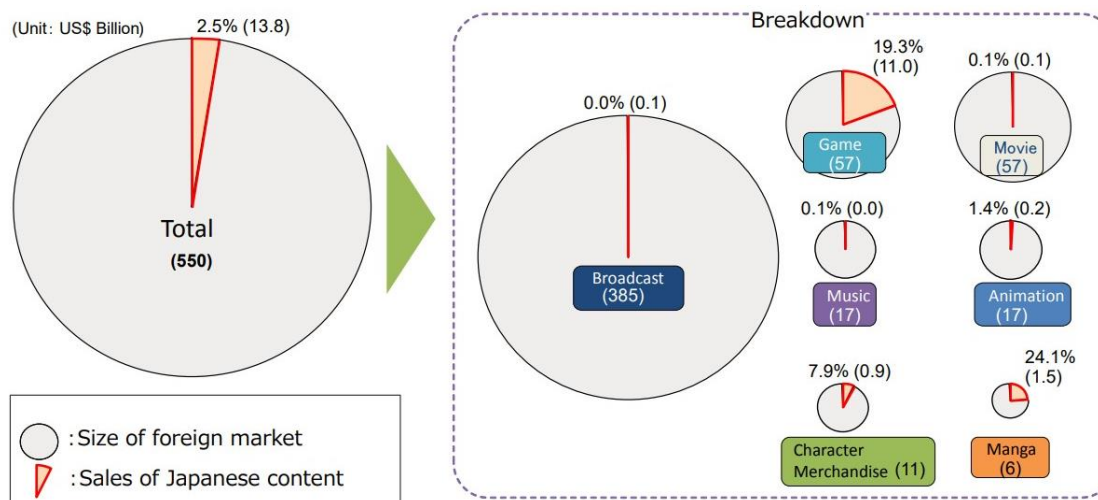 (Unit: US$ Billion)
2.5% (13.8)
Total
(550)
:Size of foreign market
:Sales of Japanese content
Breakdown
0.0% (0.1)
Broadcast
(385)
19.3%
(11.0)
Game
(57)
0.1% (0.1)
Movie
(57)
0.1% (0.0)
Music
(17)
1.4% (0.2)
Animation
(17)
7.9% (0.9)
Character
Merchandise (11)
24.1%
(1.5)
Manga
(6)